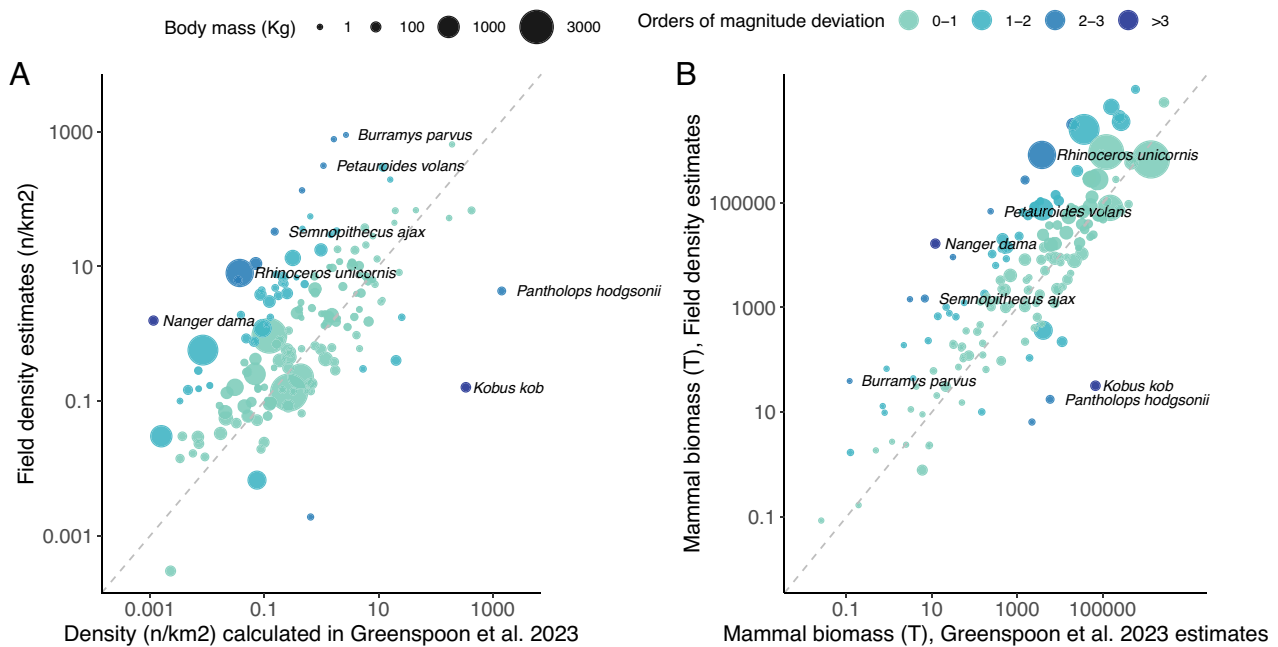 Body mass (Kg) 1 100 1000 3000 Orders of magnitude deviation 0–1 1–2 2–3 >3
A
Field density estimates (n/km2)
1000
10
0.1
0.001
Burramys parvus
Petauroides volans
Semnopithecus ajax
Rhinoceros unicornis
Pantholops hodgsonii
Nanger dama
Kobus kob
0.001 0.1 10 1000
Density (n/km2) calculated in Greenspoon et al. 2023
B
Mammal biomass (T), Field density estimates
100000
1000
10
0.1
Rhinoceros unicornis
Petauroides volans
Nanger dama
Semnopithecus ajax
Burramys parvus
Kobus kob
Pantholops hodgsonii
0.1 10 1000 100000
Mammal biomass (T), Greenspoon et al. 2023 estimates